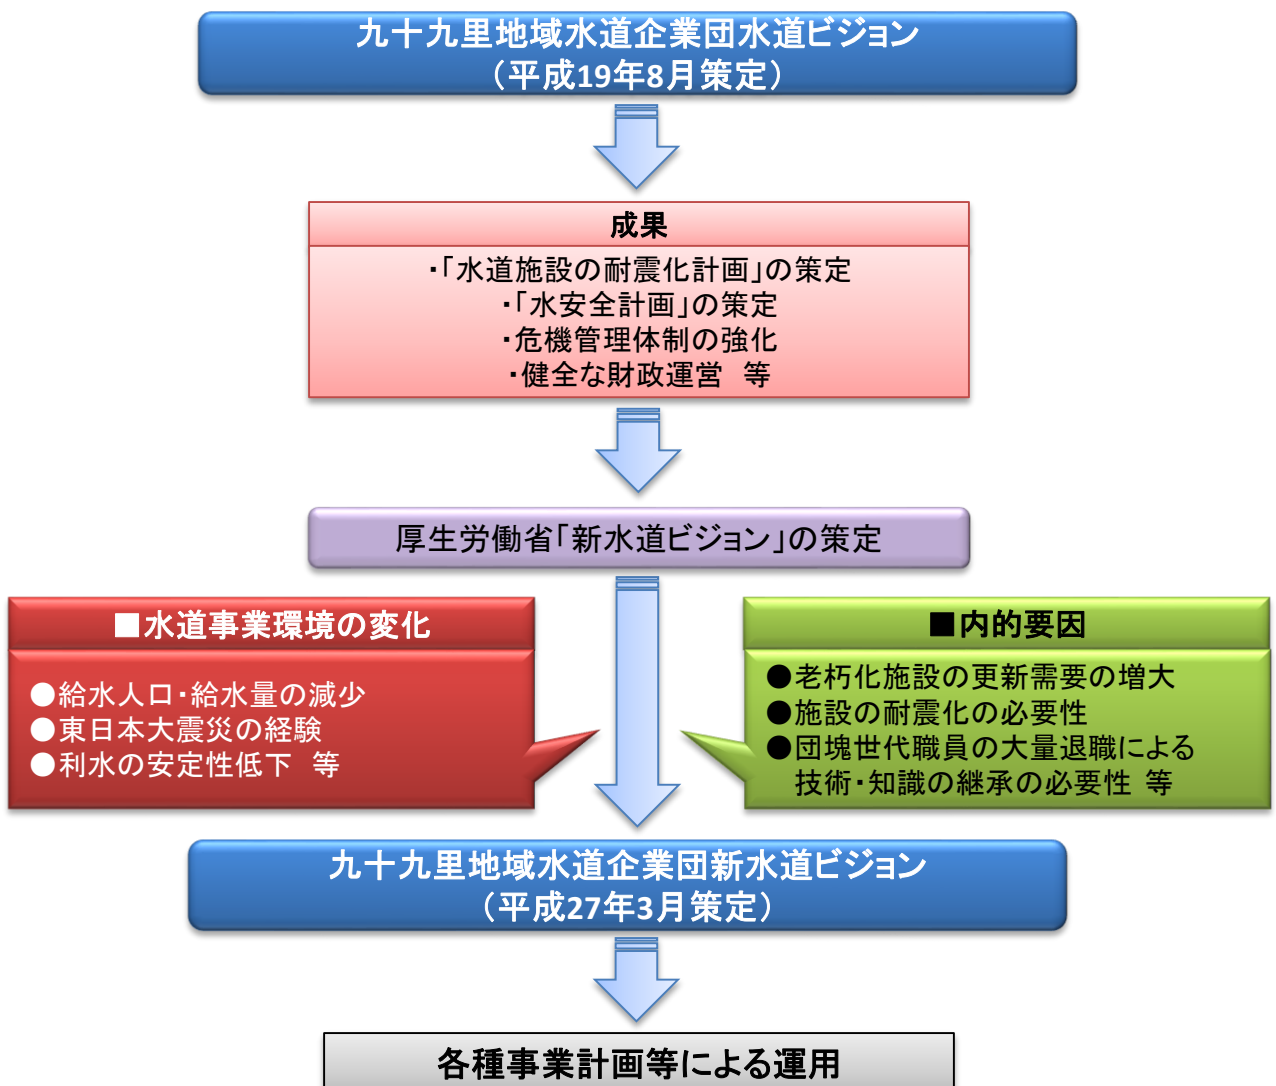 九十九里地域水道企業団水道ビジョン
（平成19年8月策定）
成果
・「水道施設の耐震化計画」の策定
・「水安全計画」の策定
・危機管理体制の強化
・健全な財政運営　等
厚生労働省「新水道ビジョン」の策定
■水道事業環境の変化
●給水人口・給水量の減少
●東日本大震災の経験
●利水の安定性低下　等
■内的要因
●老朽化施設の更新需要の増大
●施設の耐震化の必要性
●団塊世代職員の大量退職による
技術・知識の継承の必要性 等
九十九里地域水道企業団新水道ビジョン
（平成27年3月策定）
各種事業計画等による運用